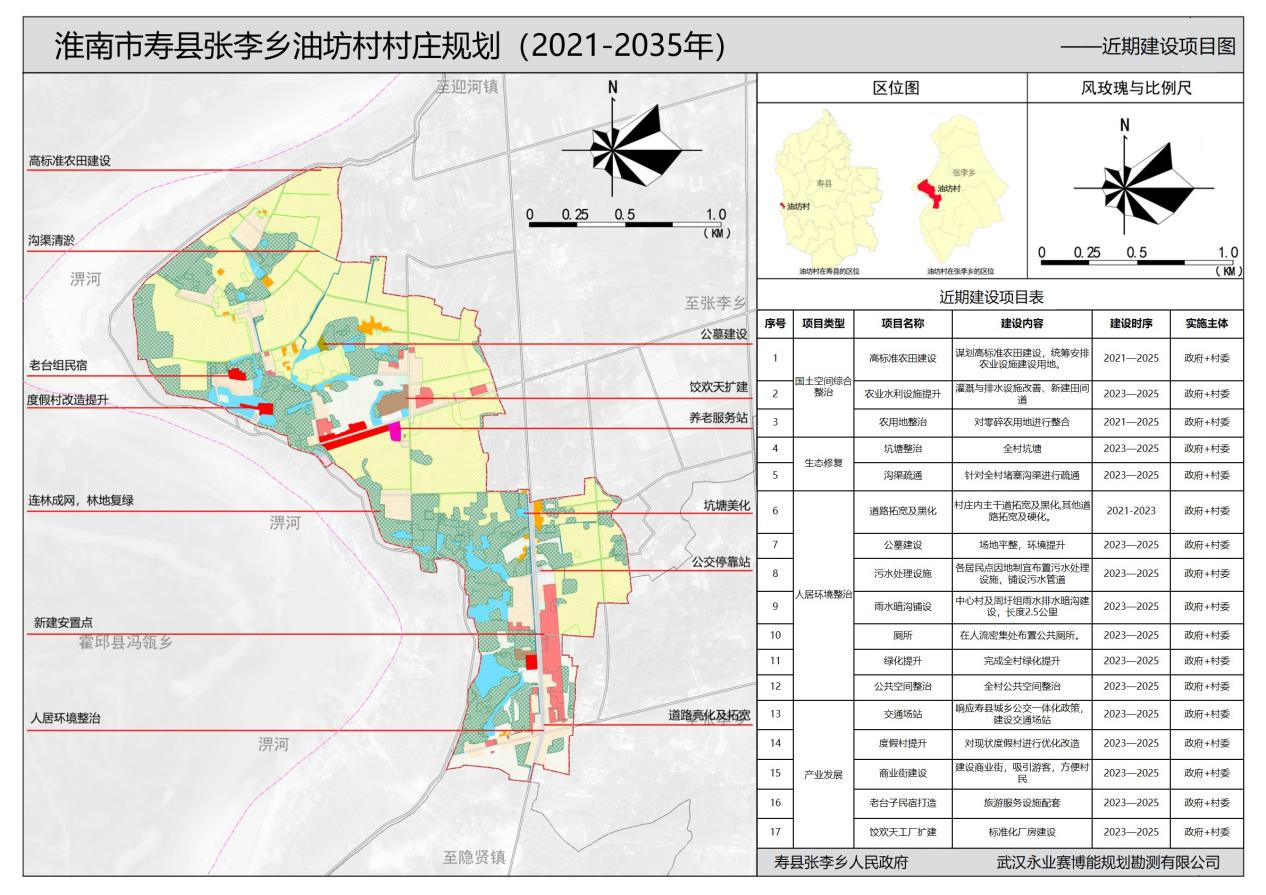 淮南市寿县张李乡油坊村村庄规划（2021-2035年）
——近期建设项目图
至迎河镇
N
高标准农田建设
0 0.25 0.5 1.0
(KM)
沟渠清淤
淠河
至张李乡
公墓建设
老台组民宿
饺欢天扩建
度假村改造提升
养老服务站
连林成网，林地复绿
坑塘美化
淠河
公交停靠站
新建安置点
霍邱县冯瓴乡
人居环境整治
道路亮化及拓宽
淠河
至隐贤镇
区位图
风玫瑰与比例尺
寿县
油坊村
油坊村在寿县的区位
张李乡
油坊村
油坊村在张李乡的区位
N
0 0.25 0.5 1.0
(KM)
近期建设项目表
序号 项目类型 项目名称 建设内容 建设时序 实施主体
国土空间综合
整治
1 高标准农田建设 谋划高标准农田建设，统筹安排
农业设施建设用地。 2021—2025 政府+村委
2 农业水利设施提升 灌溉与排水设施改善、新建田间
道 2023—2025 政府+村委
3 农用地整治 对零碎农用地进行整合 2021—2025 政府+村委
生态修复
4 坑塘整治 全村坑塘 2023—2025 政府+村委
5 沟渠疏通 针对全村堵塞沟渠进行疏通 2023—2025 政府+村委
人居环境整治
6 道路拓宽及黑化 村庄内主干道拓宽及黑化,其他道
路拓宽及硬化。 2021-2023 政府+村委
7 公墓建设 场地平整，环境提升 2023—2025 政府+村委
8 污水处理设施 各居民点因地制宜布置污水处理
设施，铺设污水管道 2023—2025 政府+村委
9 雨水暗沟铺设 中心村及周圩组雨水排水暗沟建
设，长度2.5公里 2023—2025 政府+村委
10 厕所 在人流密集处布置公共厕所。 2023—2025 政府+村委
11 绿化提升 完成全村绿化提升 2023—2025 政府+村委
12 公共空间整治 全村公共空间整治 2023—2025 政府+村委
产业发展
13 交通场站 响应寿县城乡公交一体化政策，
建设交通场站 2023—2025 政府+村委
14 度假村提升 对现状度假村进行优化改造 2023—2025 政府+村委
15 商业街建设 建设商业街，吸引游客，方便村
民 2023—2025 政府+村委
16 老台子民宿打造 旅游服务设施配套 2023—2025 政府+村委
17 饺欢天工厂扩建 标准化厂房建设 2023—2025 政府+村委
寿县张李乡人民政府 武汉永业赛博能规划勘测有限公司